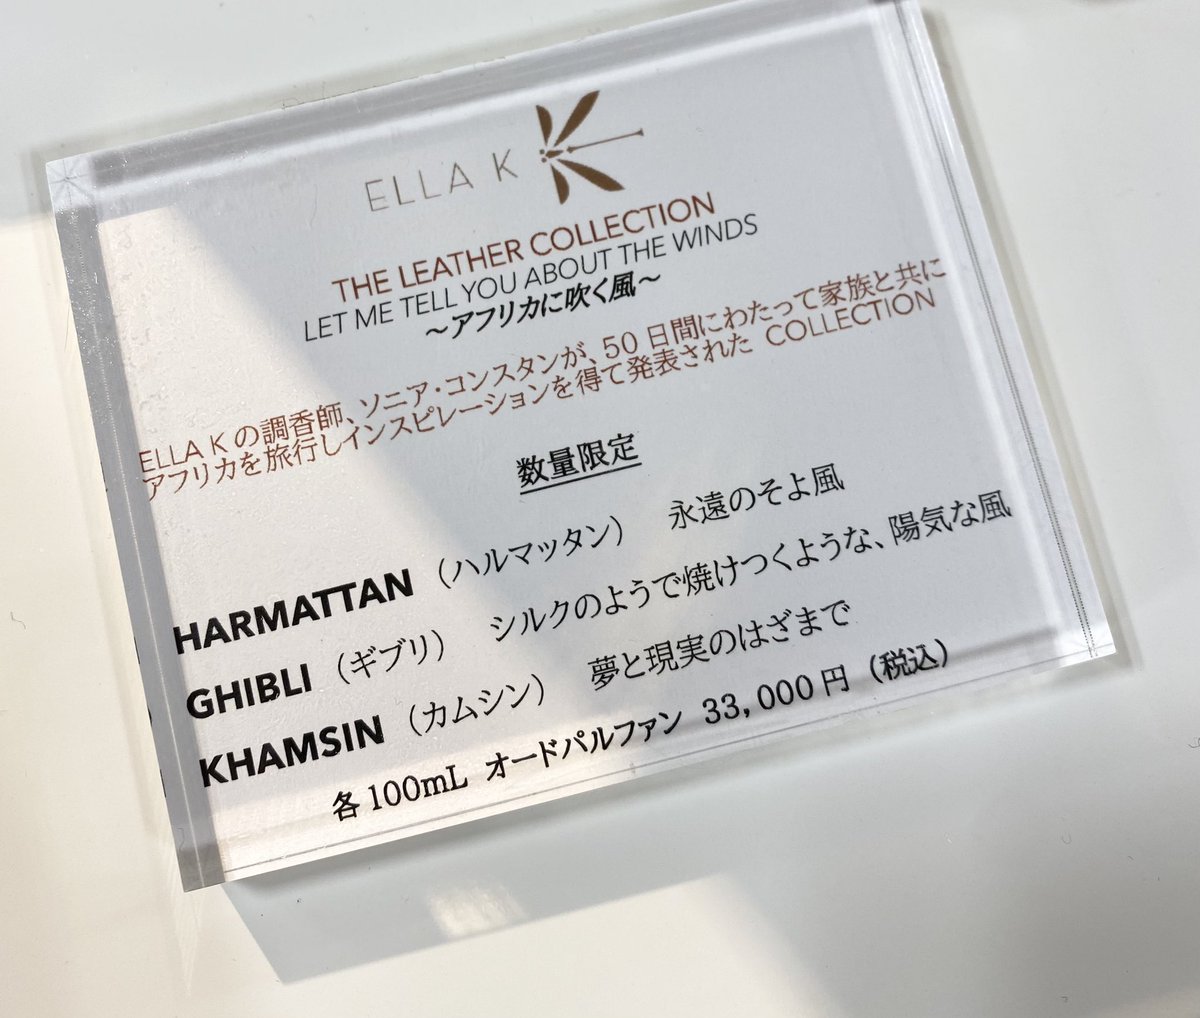 ELLA K
THE LEATHER COLLECTION
LET ME TELL YOU ABOUT THE WINDS
～アフリカに吹く風～
ELLA K の調香師、ソニア・コンスタンが、50 日間にわたって家族と共に
アフリカを旅行しインスピレーションを得て発表された COLLECTION
数量限定
HARMATTAN（ハルマッタン） 永遠のそよ風
GHIBLI（ギブリ） シルクのようで焼けつくような、陽気な風
KHAMSIN（カムシン） 夢と現実のはざまで
各100mL オードパルファン 33,000円（税込）